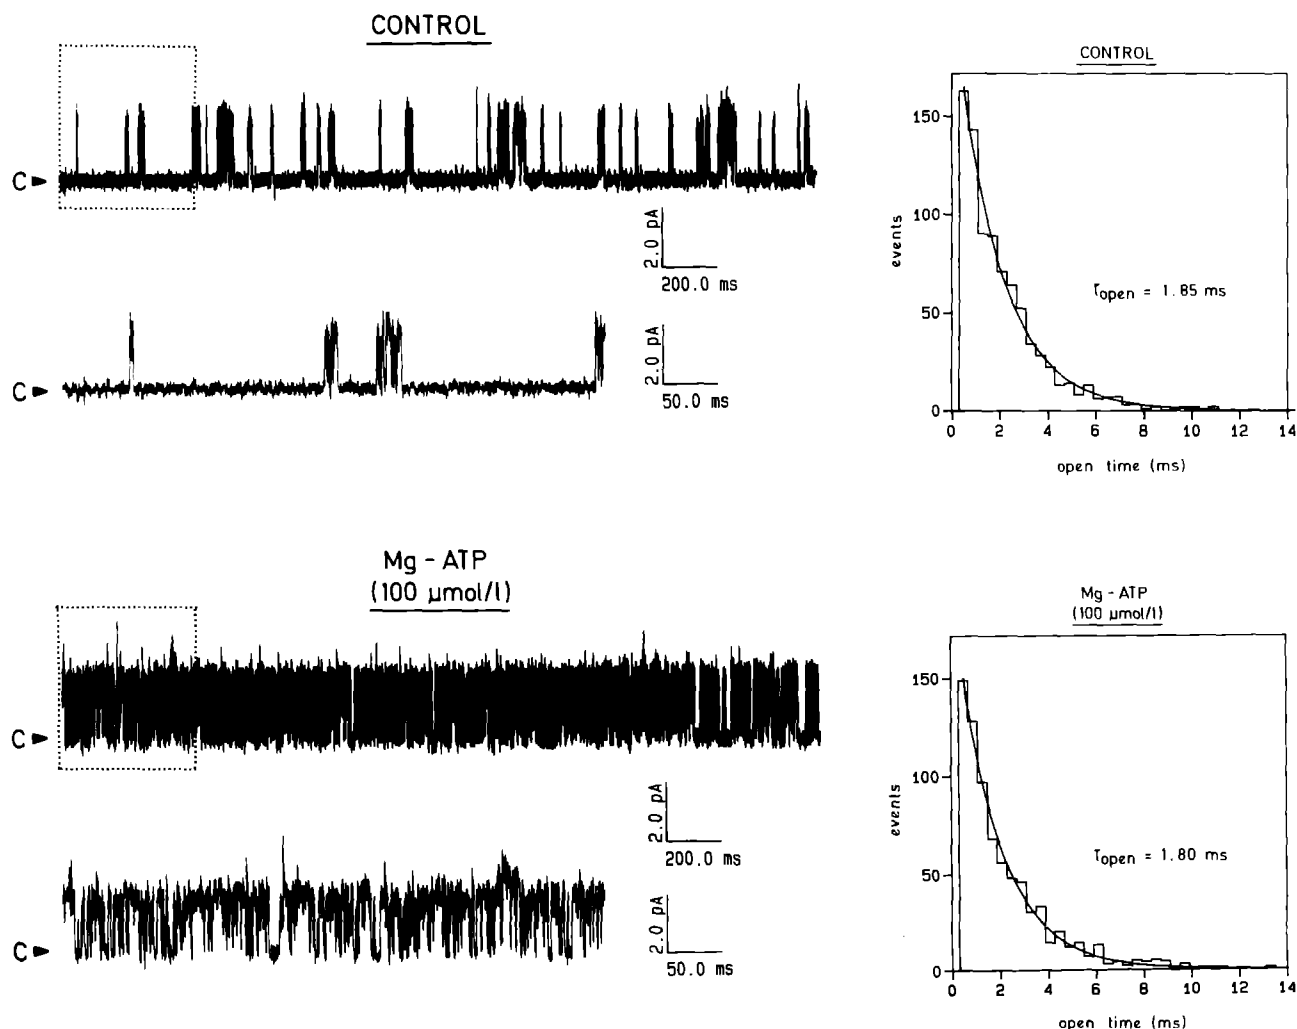 CONTROL
C
2.0 pA
200.0 ms
C
2.0 pA
50.0 ms
CONTROL
150
100
50
0
events
τopen = 1.85 ms
0 2 4 6 8 10 12 14
open time (ms)
Mg - ATP
(100 µmol/l)
C
2.0 pA
200.0 ms
C
2.0 pA
50.0 ms
Mg - ATP
(100 µmol/l)
150
100
50
0
events
τopen = 1.80 ms
0 2 4 6 8 10 12 14
open time (ms)